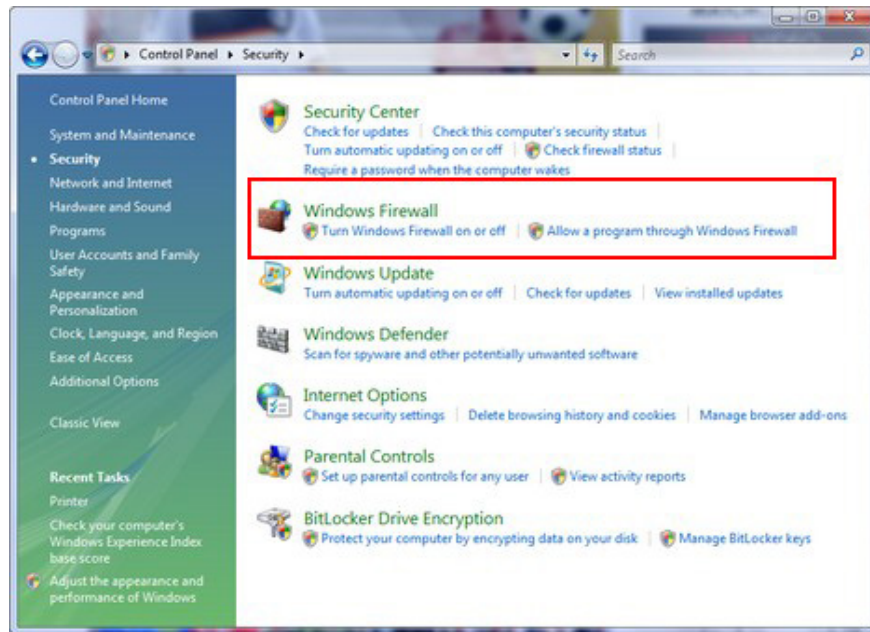 Control Panel ▸ Security ▸
Search
Control Panel Home
System and Maintenance
Security
Network and Internet
Hardware and Sound
Programs
User Accounts and Family
Safety
Appearance and
Personalization
Clock, Language, and Region
Ease of Access
Additional Options
Classic View
Recent Tasks
Printer
Check your computer's
Windows Experience Index
base score
Adjust the appearance and
performance of Windows
Security Center
Check for updates Check this computer's security status
Turn automatic updating on or off Check firewall status
Require a password when the computer wakes
Windows Firewall
Turn Windows Firewall on or off Allow a program through Windows Firewall
Windows Update
Turn automatic updating on or off Check for updates View installed updates
Windows Defender
Scan for spyware and other potentially unwanted software
Internet Options
Change security settings Delete browsing history and cookies Manage browser add-ons
Parental Controls
Set up parental controls for any user View activity reports
BitLocker Drive Encryption
Protect your computer by encrypting data on your disk Manage BitLocker keys